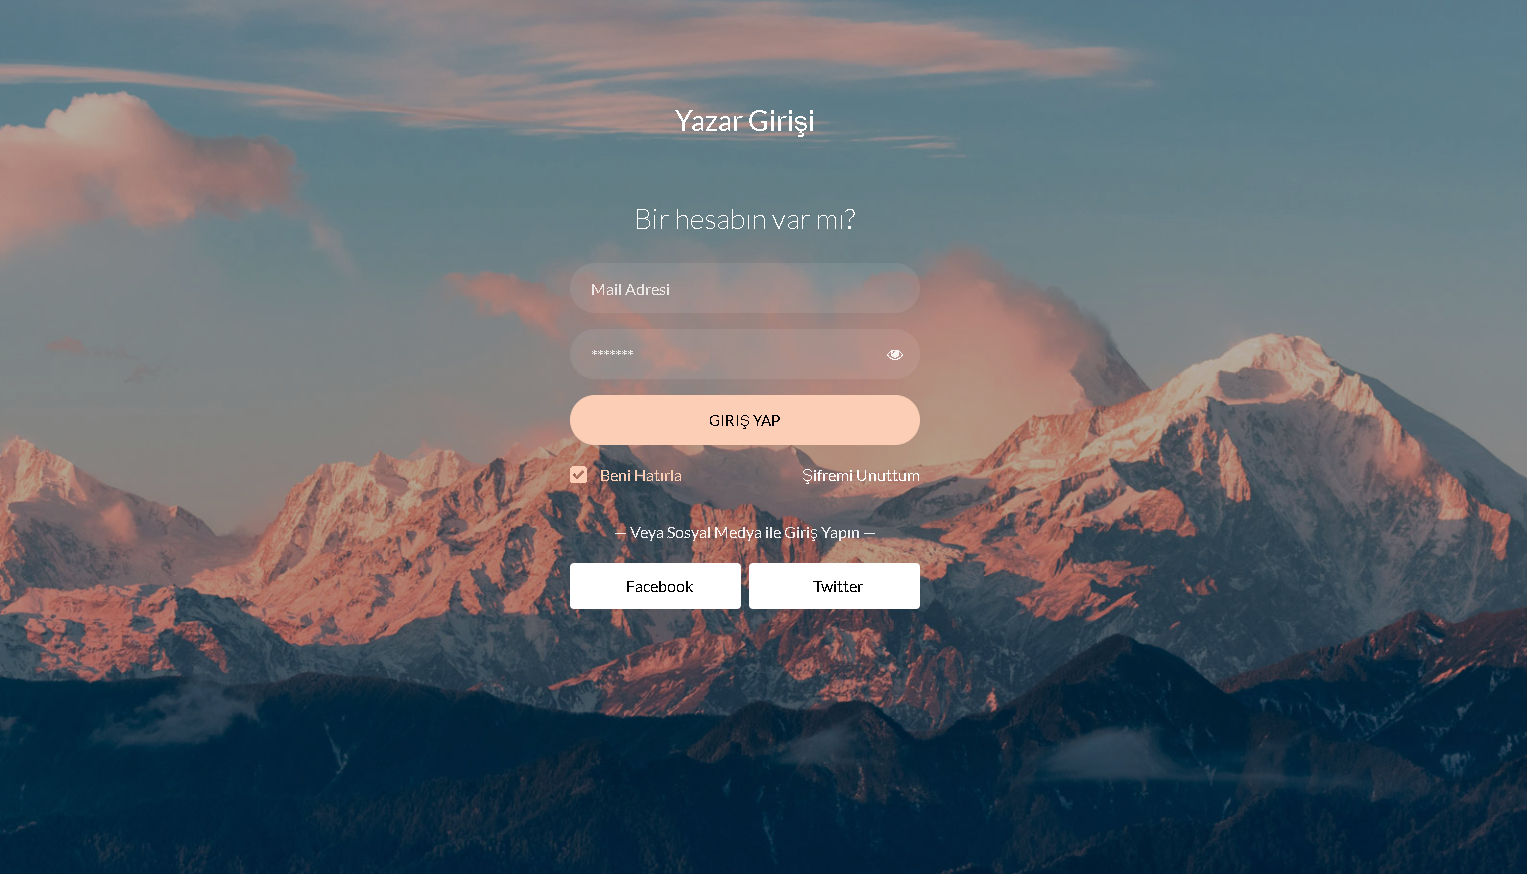 Yazar Girişi
Bir hesabın var mı?
Mail Adresi
*******
GIRIŞ YAP
Beni Hatırla
Şifremi Unuttum
— Veya Sosyal Medya ile Giriş Yapın —
Facebook
Twitter